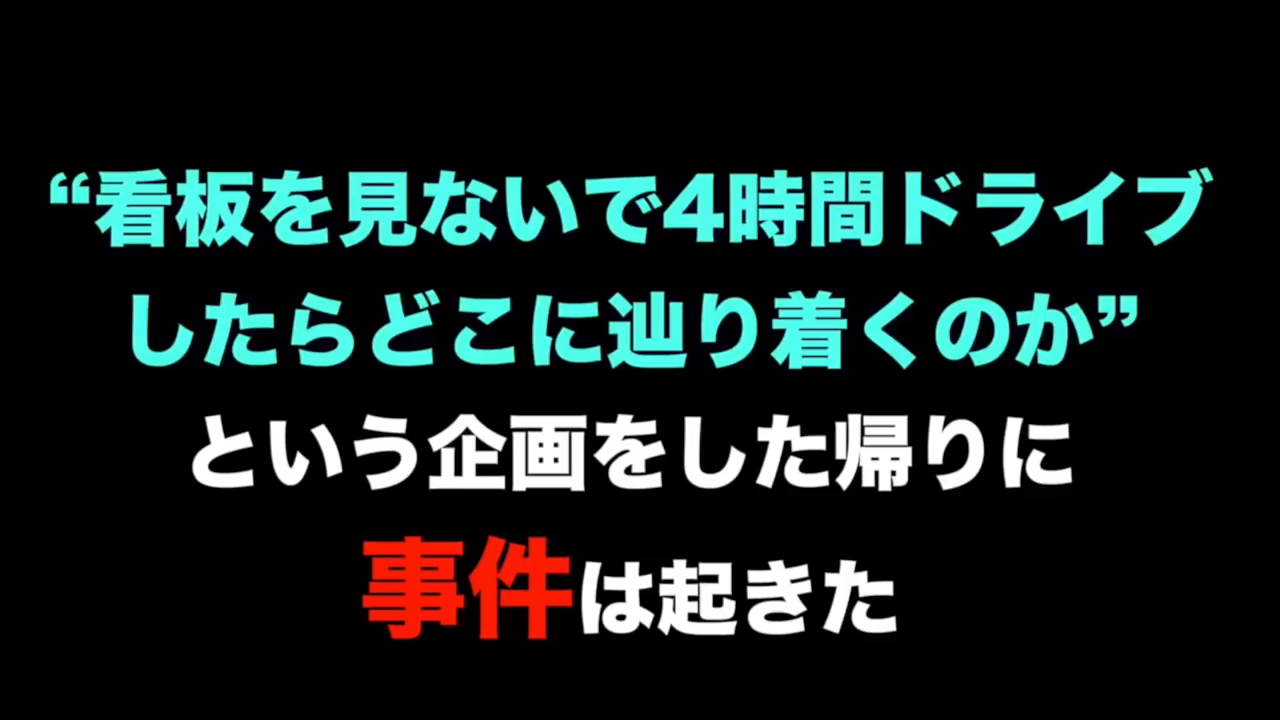 “看板を見ないで4時間ドライブ
したらどこに辿り着くのか”
という企画をした帰りに
事件は起きた